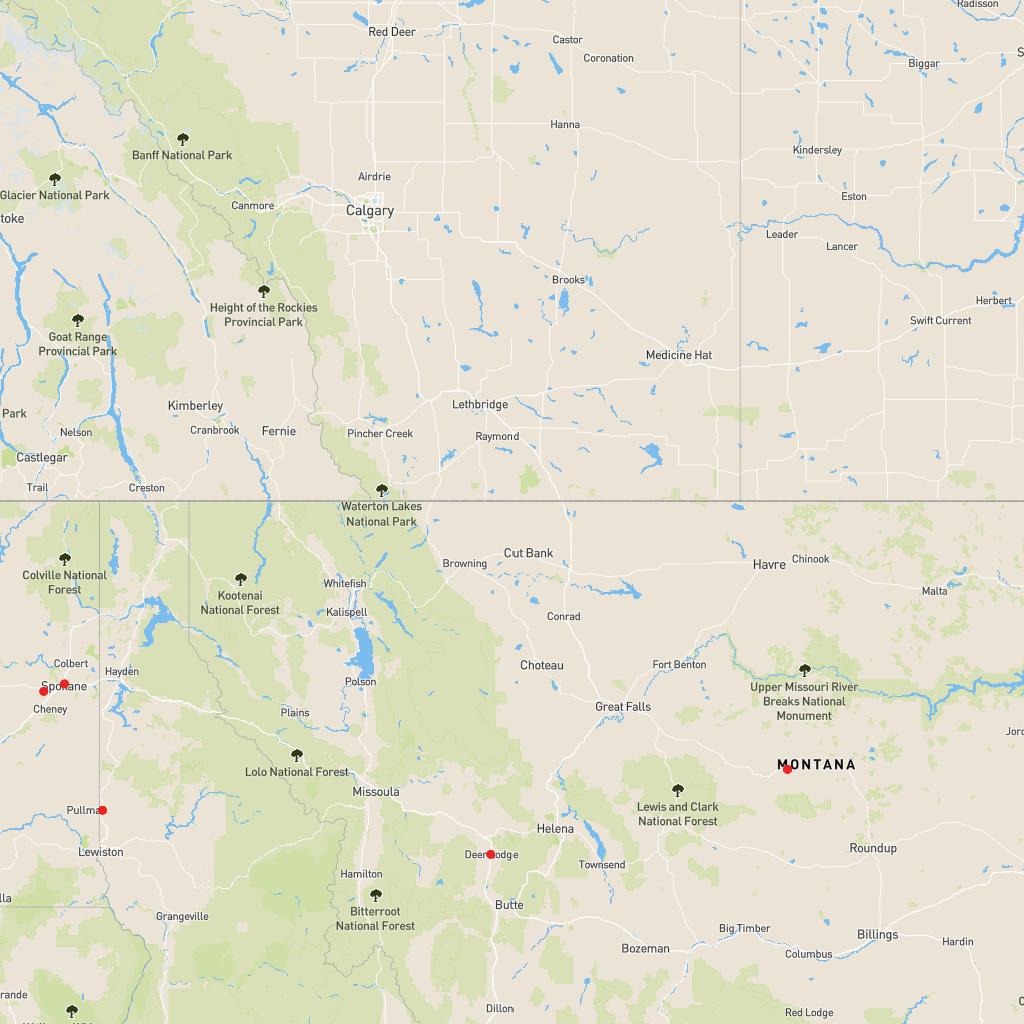 Radisson
Red Deer
Castor
Coronation
Biggar
Hanna
Kindersley
Banff National Park
Airdrie
Glacier National Park
Eston
Canmore
Calgary
toke
Leader
Lancer
Brooks
Herbert
Height of the Rockies
Provincial Park
Swift Current
Goat Range
Provincial Park
Medicine Hat
Kimberley
Lethbridge
Park
Nelson
Cranbrook
Fernie
Pincher Creek
Raymond
Castlegar
Trail
Creston
Waterton Lakes
National Park
Cut Bank
Browning
Havre
Chinook
Colville National
Forest
Kootenai
National Forest
Whitefish
Malta
Kalispell
Conrad
Colbert
Hayden
Choteau
Fort Benton
Spokane
Polson
Upper Missouri River
Breaks National
Monument
Cheney
Plains
Great Falls
Jor
MONTANA
Lolo National Forest
Missoula
Lewis and Clark
National Forest
Pullma
Helena
Lewiston
Deer Lodge
Townsend
Roundup
Hamilton
lla
Bitterroot
National Forest
Butte
Grangeville
Big Timber
Billings
Bozeman
Columbus
Hardin
rande
Dillon
Red Lodge